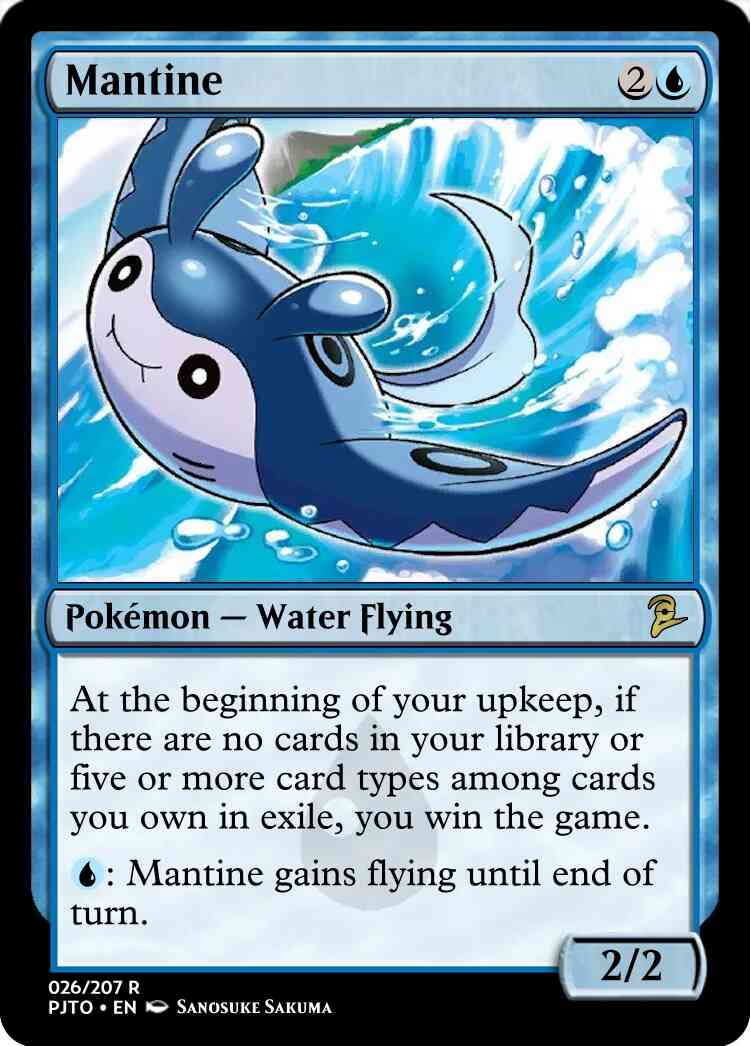 Mantine 2
Pokémon — Water Flying
At the beginning of your upkeep, if
there are no cards in your library or
five or more card types among cards
you own in exile, you win the game.
: Mantine gains flying until end of
turn.
2/2
026/207 R
PJTO • EN Sanosuke Sakuma